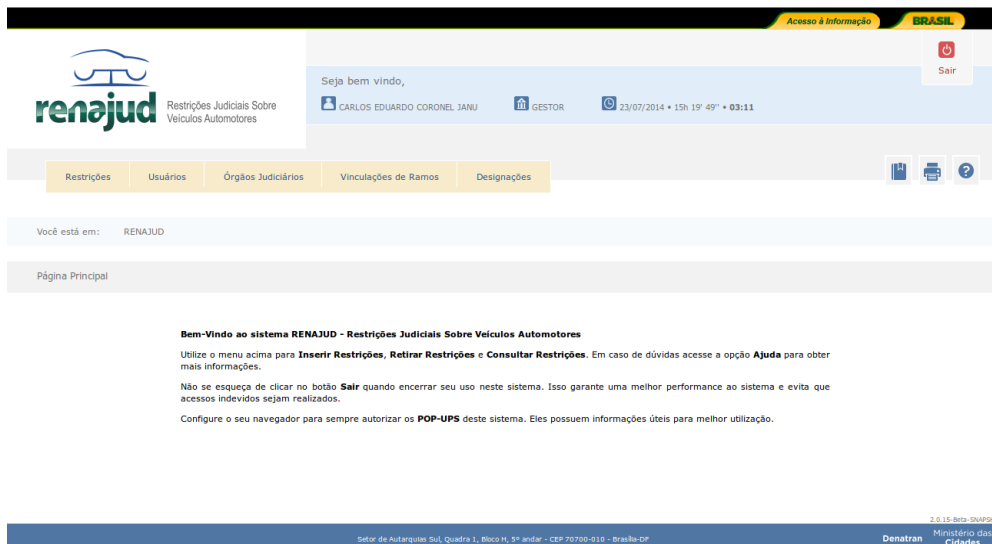 Acesso à Informação
BRASIL
Sair
Seja bem vindo,
CARLOS EDUARDO CORONEL JANU GESTOR 23/07/2014 • 15h 19' 49'' • 03:11
renajud Restrições Judiciais Sobre
Veículos Automotores
Restrições Usuários Órgãos Judiciários Vinculações de Ramos Designações
Você está em: RENAJUD
Página Principal
Bem-Vindo ao sistema RENAJUD - Restrições Judiciais Sobre Veículos Automotores
Utilize o menu acima para Inserir Restrições, Retirar Restrições e Consultar Restrições. Em caso de dúvidas acesse a opção Ajuda para obter
mais informações.
Não se esqueça de clicar no botão Sair quando encerrar seu uso neste sistema. Isso garante uma melhor performance ao sistema e evita que
acessos indevidos sejam realizados.
Configure o seu navegador para sempre autorizar os POP-UPS deste sistema. Eles possuem informações úteis para melhor utilização.
2.0.15-Beta-SNAPS
Setor de Autarquias Sul, Quadra 1, Bloco H, 5º andar - CEP 70700-010 - Brasília-DF
Denatran
Ministério das
Cidades